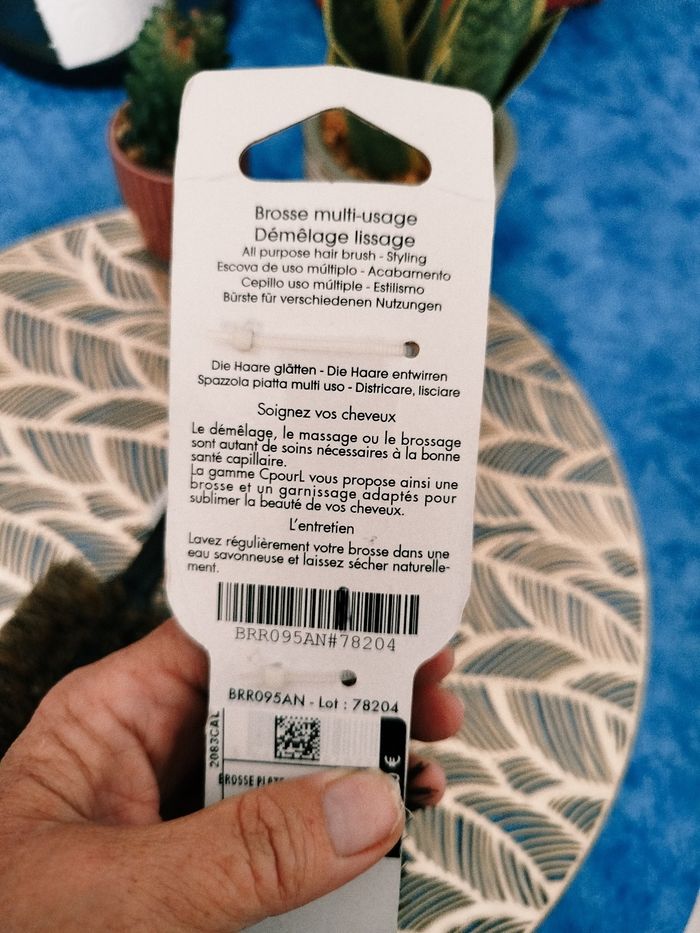 Brosse multi-usage
Démêlage lissage
All purpose hair brush - Styling
Escova de uso múltiplo - Acabamento
Cepillo uso múltiple - Estilismo
Bürste für verschiedenen Nutzungen
Die Haare glätten - Die Haare entwirren
Spazzola piatta multi uso - Districare, lisciare
Soignez vos cheveux
Le démêlage, le massage ou le brossage
sont autant de soins nécessaires à la bonne
santé capillaire.
La gamme CpourL vous propose ainsi une
brosse et un garnissage adaptés pour
sublimer la beauté de vos cheveux.
L'entretien
Lavez régulièrement votre brosse dans une
eau savonneuse et laissez sécher naturelle-
ment.
BRR095AN#78204
BRR095AN - Lot : 78204
2083CAL
BROSSE
€